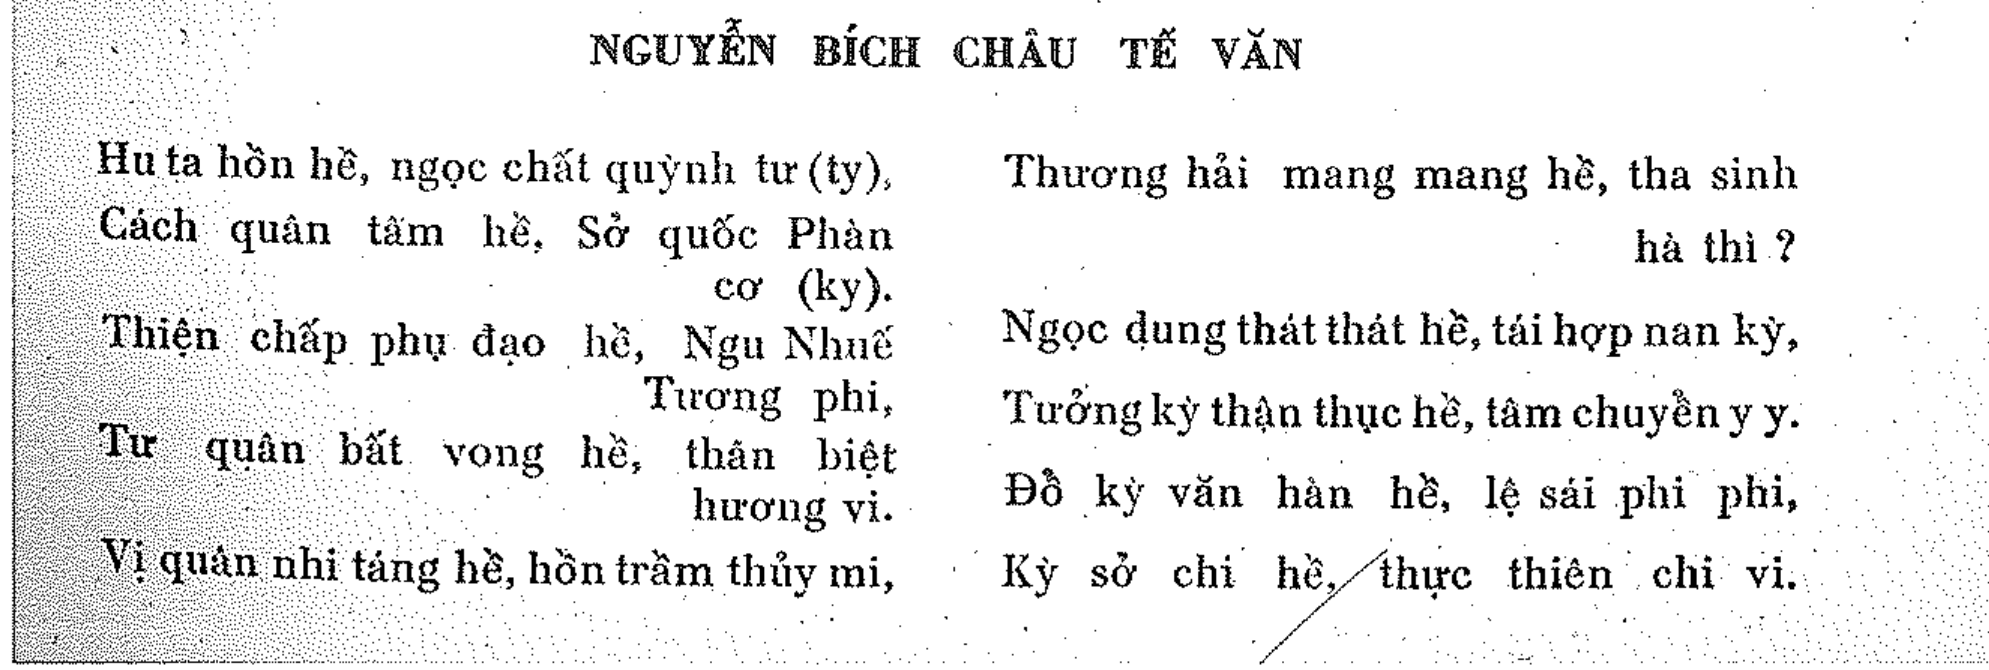 NGUYỄN BÍCH CHÂU TẾ VĂN
Hu ta hồn hề, ngọc chất quỳnh tư (ty),
Cách quân tâm hề, Sở quốc Phàn
cơ (ky).
Thiện chấp phụ đạo hề, Ngu Nhuế
Tương phi,
Tư quân bất vong hề, thân biệt
hương vi.
Vị quân nhi táng hề, hồn trầm thủy mi,
Thương hải mang mang hề, tha sinh
hà thì ?
Ngọc dung thát thát hề, tái hợp nan kỳ,
Tưởng kỳ thận thục hề, tâm chuyển y y.
Đổ kỳ văn hàn hề, lệ sái phi phi,
Kỳ sở chi hề, thực thiên chi vi.